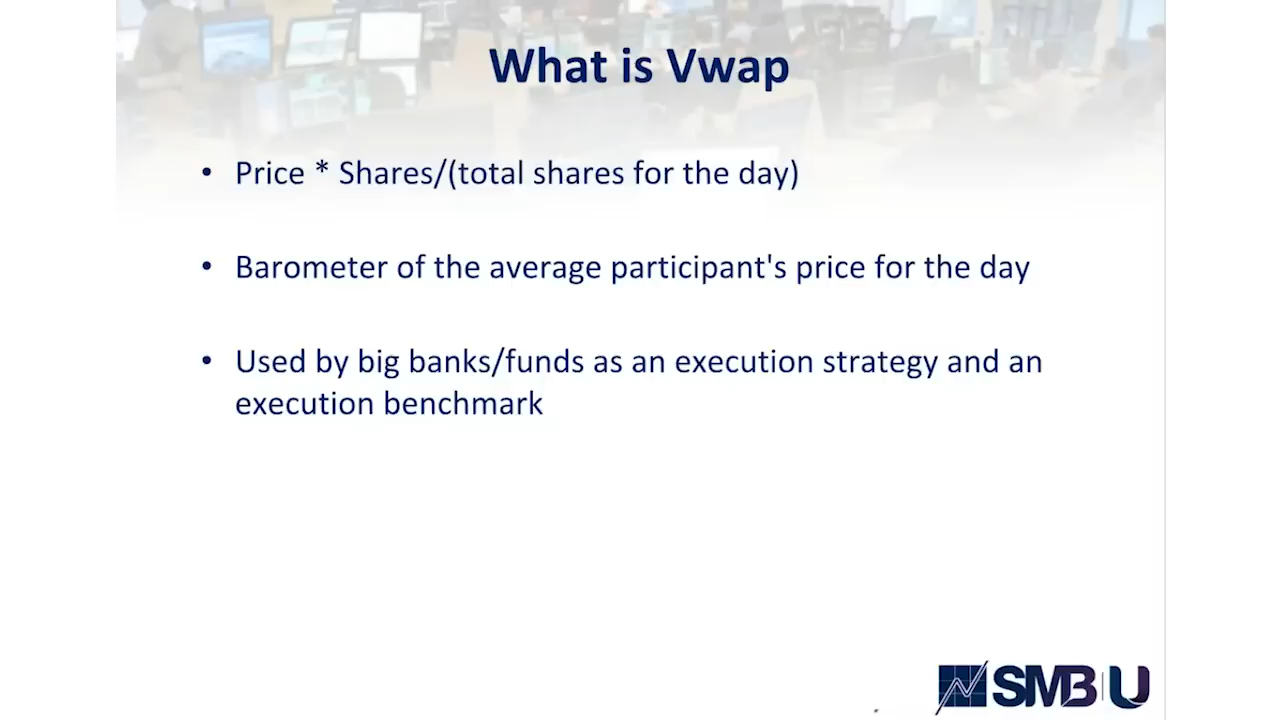 What is Vwap
• Price * Shares/(total shares for the day)
• Barometer of the average participant's price for the day
• Used by big banks/funds as an execution strategy and an
execution benchmark
SMB U